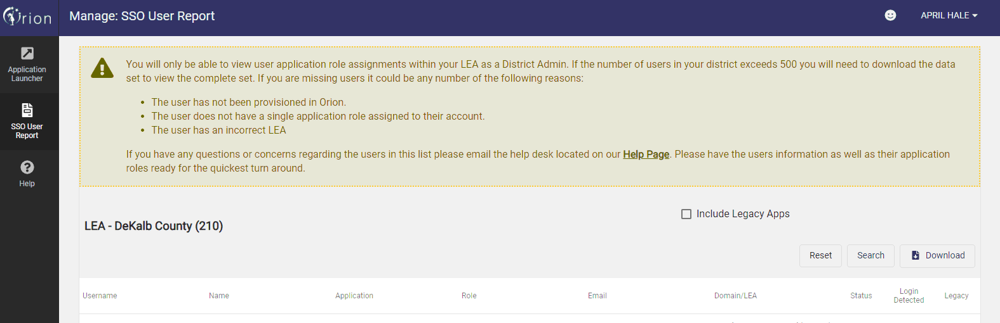 Orion
Manage: SSO User Report
APRIL HALE
Application
Launcher
SSO User
Report
Help
You will only be able to view user application role assignments within your LEA as a District Admin. If the number of users in your district exceeds 500 you will need to download the data
set to view the complete set. If you are missing users it could be any number of the following reasons:
• The user has not been provisioned in Orion.
• The user does not have a single application role assigned to their account.
• The user has an incorrect LEA
If you have any questions or concerns regarding the users in this list please email the help desk located on our Help Page. Please have the users information as well as their application
roles ready for the quickest turn around.
Include Legacy Apps
LEA - DeKalb County (210)
Reset Search Download
Username Name Application Role Email Domain/LEA Status Login Detected Legacy